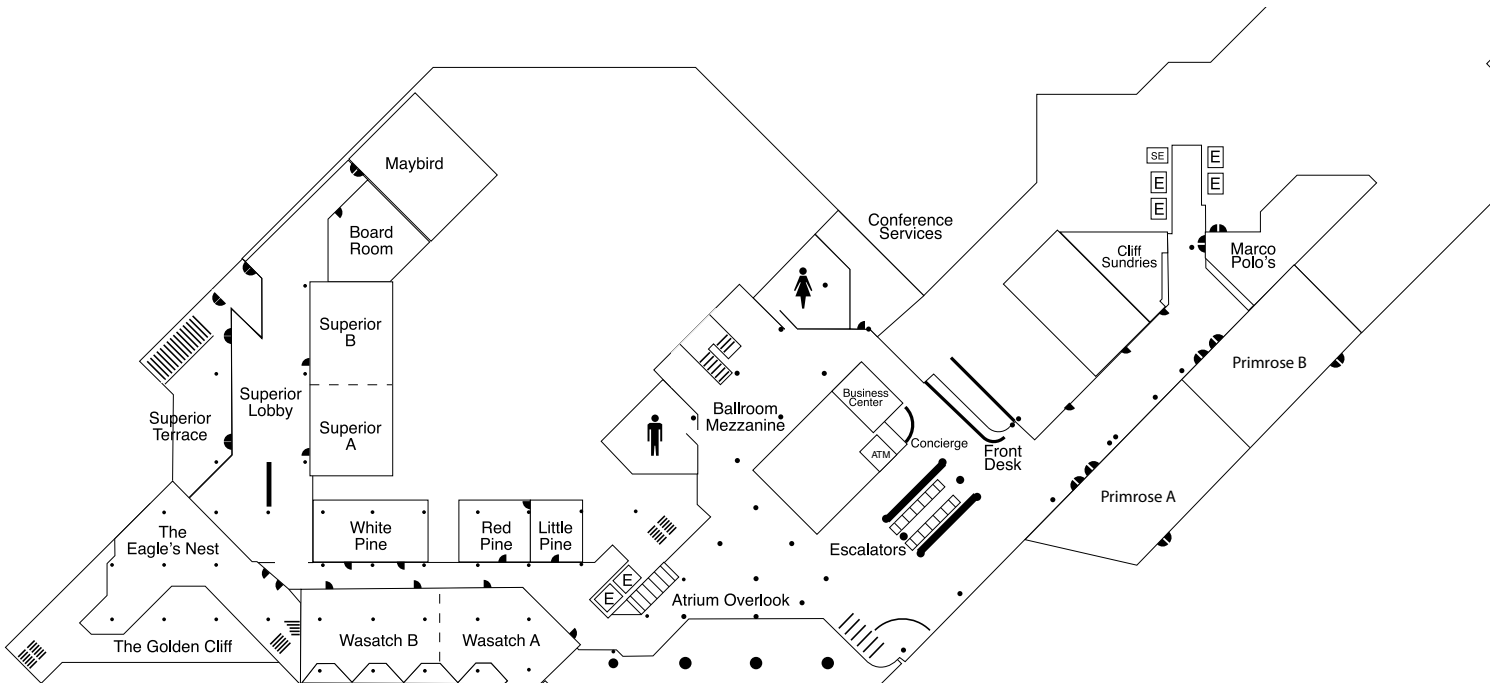 Maybird
Board
Room
Conference
Services
SE
E
E
E
E
Cliff
Sundries
Marco
Polo's
Superior
B
Superior
A
Superior
Lobby
Superior
Terrace
Ballroom
Mezzanine
Business
Center
ATM
Concierge
Front
Desk
Primrose B
Primrose A
Escalators
The
Eagle's Nest
White
Pine
Red
Pine
Little
Pine
E
E
Atrium Overlook
The Golden Cliff
Wasatch B
Wasatch A